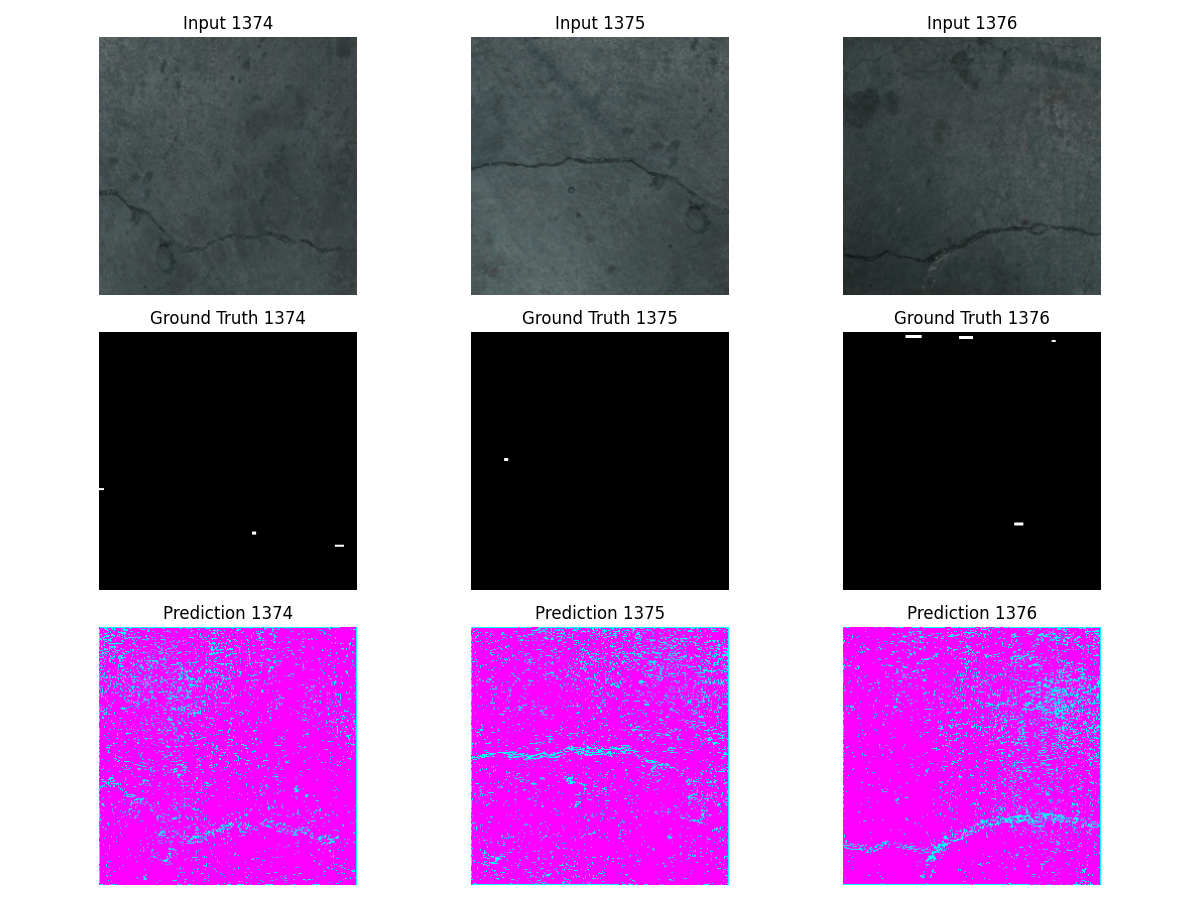 Input 1374
Input 1375
Input 1376
Ground Truth 1374
Ground Truth 1375
Ground Truth 1376
Prediction 1374
Prediction 1375
Prediction 1376